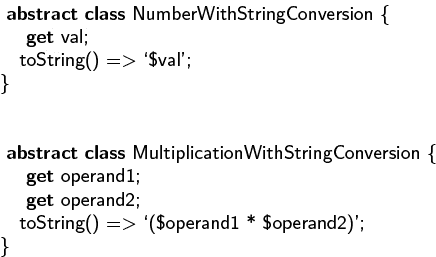 abstract class NumberWithStringConversion {
get val;
toString() => ‘$val’;
}
abstract class MultiplicationWithStringConversion {
get operand1;
get operand2;
toString() => ‘($operand1 * $operand2)’;
}